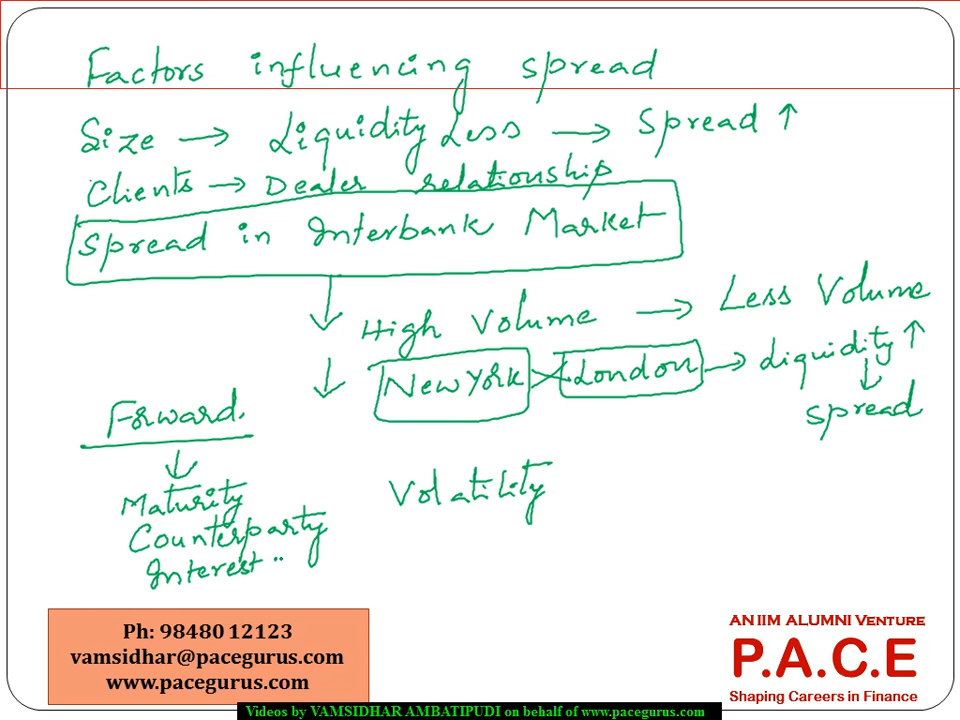 Factors influencing spread
Size → Liquidity Less → Spread ↑
Clients → Dealer relationship
Spread in Interbank Market
↓ High Volume → Less Volume
↓ New York × London → Liquidity ↑
↓
spread
Forward.
↓
Maturity
Volatility
Counterparty
Interest ..
Ph: 98480 12123
vamsidhar@pacegurus.com
www.pacegurus.com
AN IIM ALUMNI VENTURE
P.A.C.E
Shaping Careers in Finance
Videos by VAMSIDHAR AMBATIPUDI on behalf of www.pacegurus.com